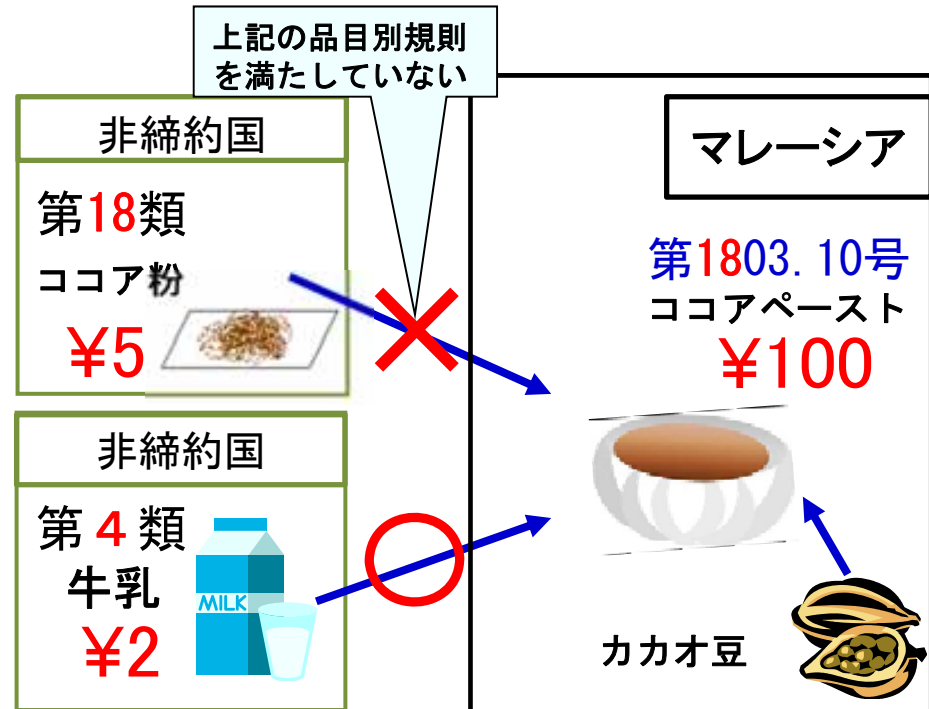 上記の品目別規則
を満たしていない
非締約国
第18類
ココア粉
¥5
マレーシア
第1803.10号
ココアペースト
¥100
非締約国
第4類
牛乳
¥2
MILK
カカオ豆